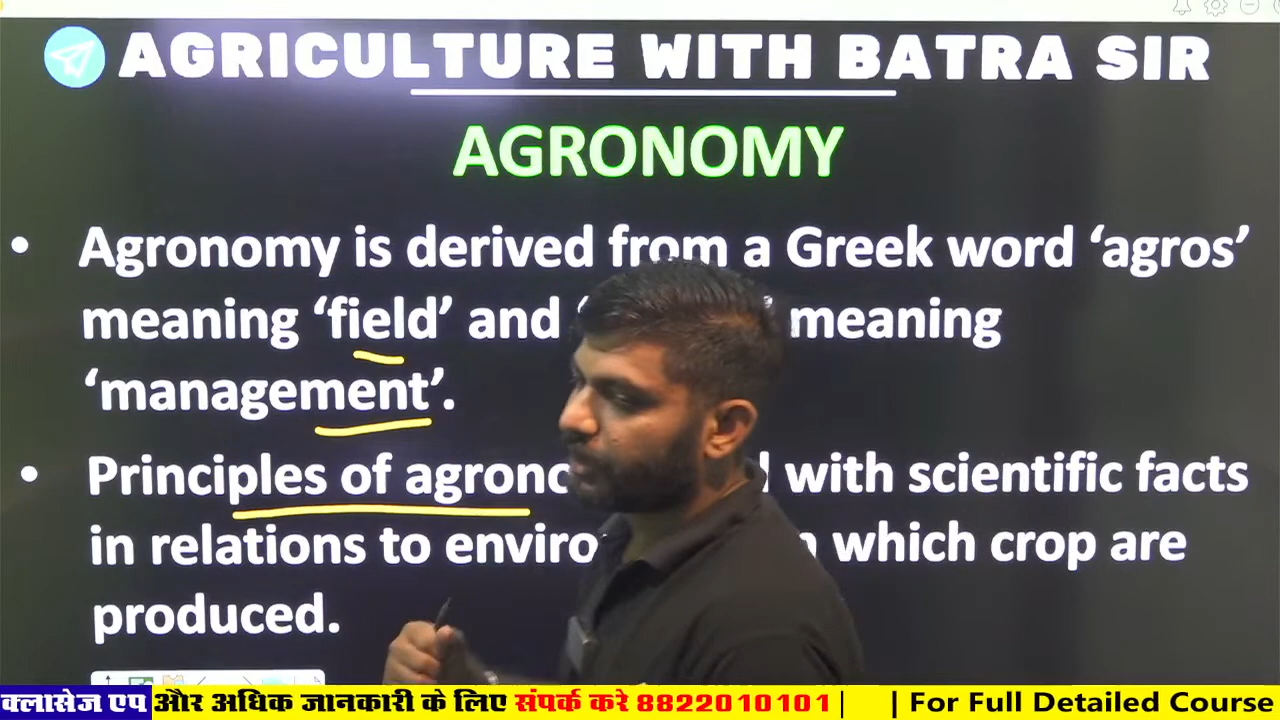 AGRICULTURE WITH BATRA SIR
AGRONOMY
• Agronomy is derived from a Greek word ‘agros’
meaning ‘field’ and ‘ ’ meaning
‘management’.
• Principles of with scientific facts
in relations to which crop are
produced.
क्लासेज एप और अधिक जानकारी के लिए संपर्क करे 8822010101 | | For Full Detailed Course